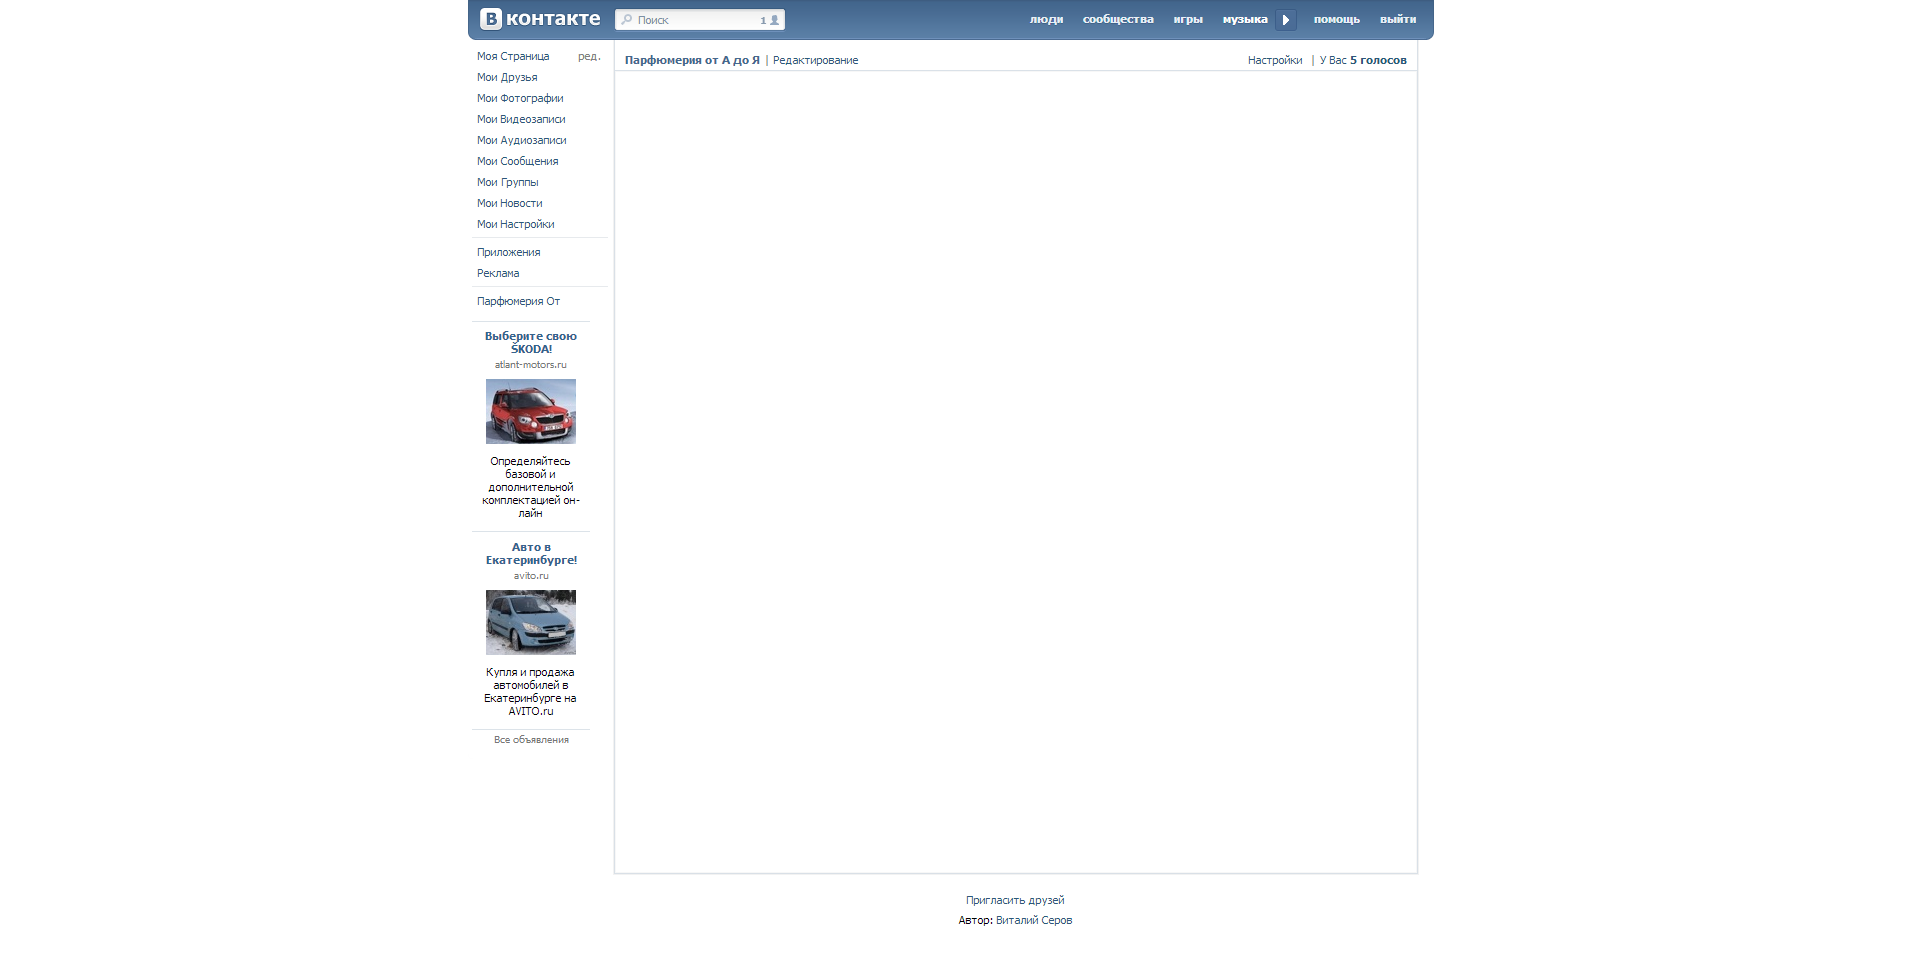 В контакте
Поиск 1
люди сообщества игры музыка помощь выйти
Моя Страница ред.
Мои Друзья
Мои Фотографии
Мои Видеозаписи
Мои Аудиозаписи
Мои Сообщения
Мои Группы
Мои Новости
Мои Настройки
Приложения
Реклама
Парфюмерия От
Выберите свою
ŠKODA!
atlant-motors.ru
Определяйтесь
базовой и
дополнительной
комплектацией он-
лайн
Авто в
Екатеринбурге!
avito.ru
Купля и продажа
автомобилей в
Екатеринбурге на
AVITO.ru
Все объявления
Парфюмерия от А до Я | Редактирование
Настройки | У Вас 5 голосов
Пригласить друзей
Автор: Виталий Серов